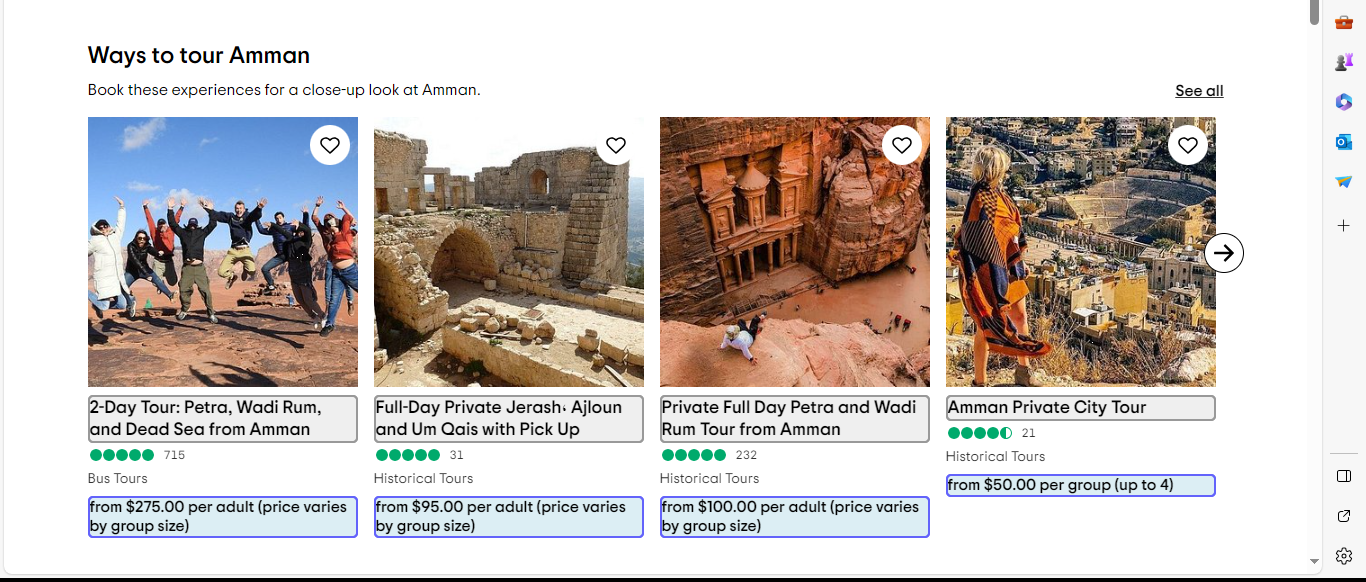 Ways to tour Amman
Book these experiences for a close-up look at Amman.
See all
2-Day Tour: Petra, Wadi Rum,
and Dead Sea from Amman
715
Bus Tours
from $275.00 per adult (price varies
by group size)
Full-Day Private Jerash، Ajloun
and Um Qais with Pick Up
31
Historical Tours
from $95.00 per adult (price varies
by group size)
Private Full Day Petra and Wadi
Rum Tour from Amman
232
Historical Tours
from $100.00 per adult (price varies
by group size)
Amman Private City Tour
21
Historical Tours
from $50.00 per group (up to 4)